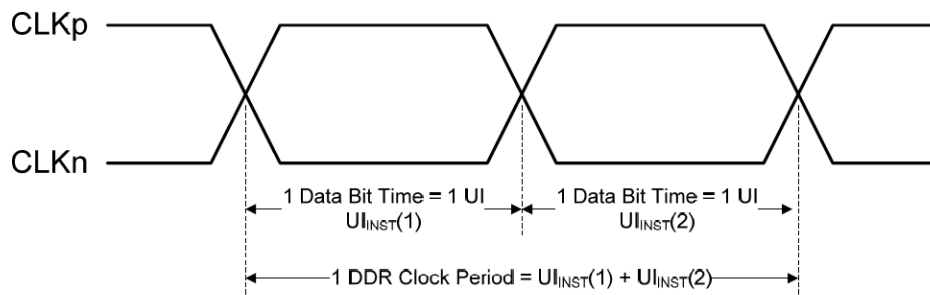 CLKp
CLKn
1 Data Bit Time = 1 UI
UIINST(1)
1 Data Bit Time = 1 UI
UIINST(2)
1 DDR Clock Period = UIINST(1) + UIINST(2)